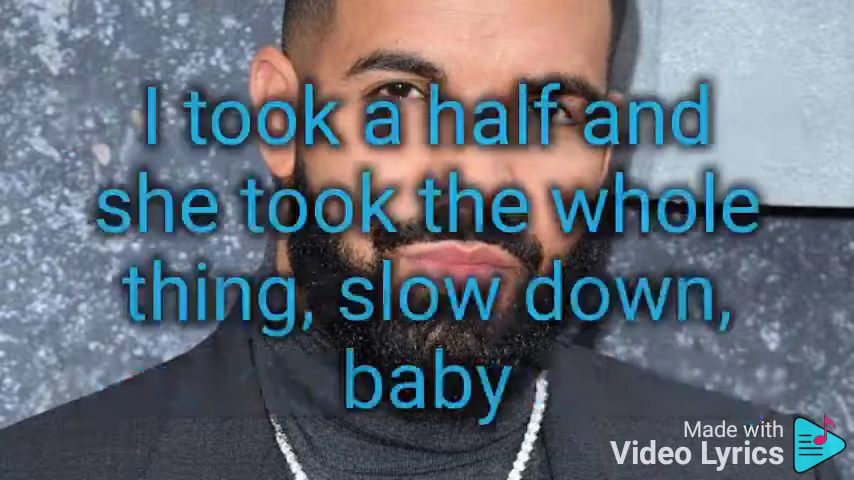 I took a half and
she took the whole
thing, slow down,
baby
Made with
Video Lyrics